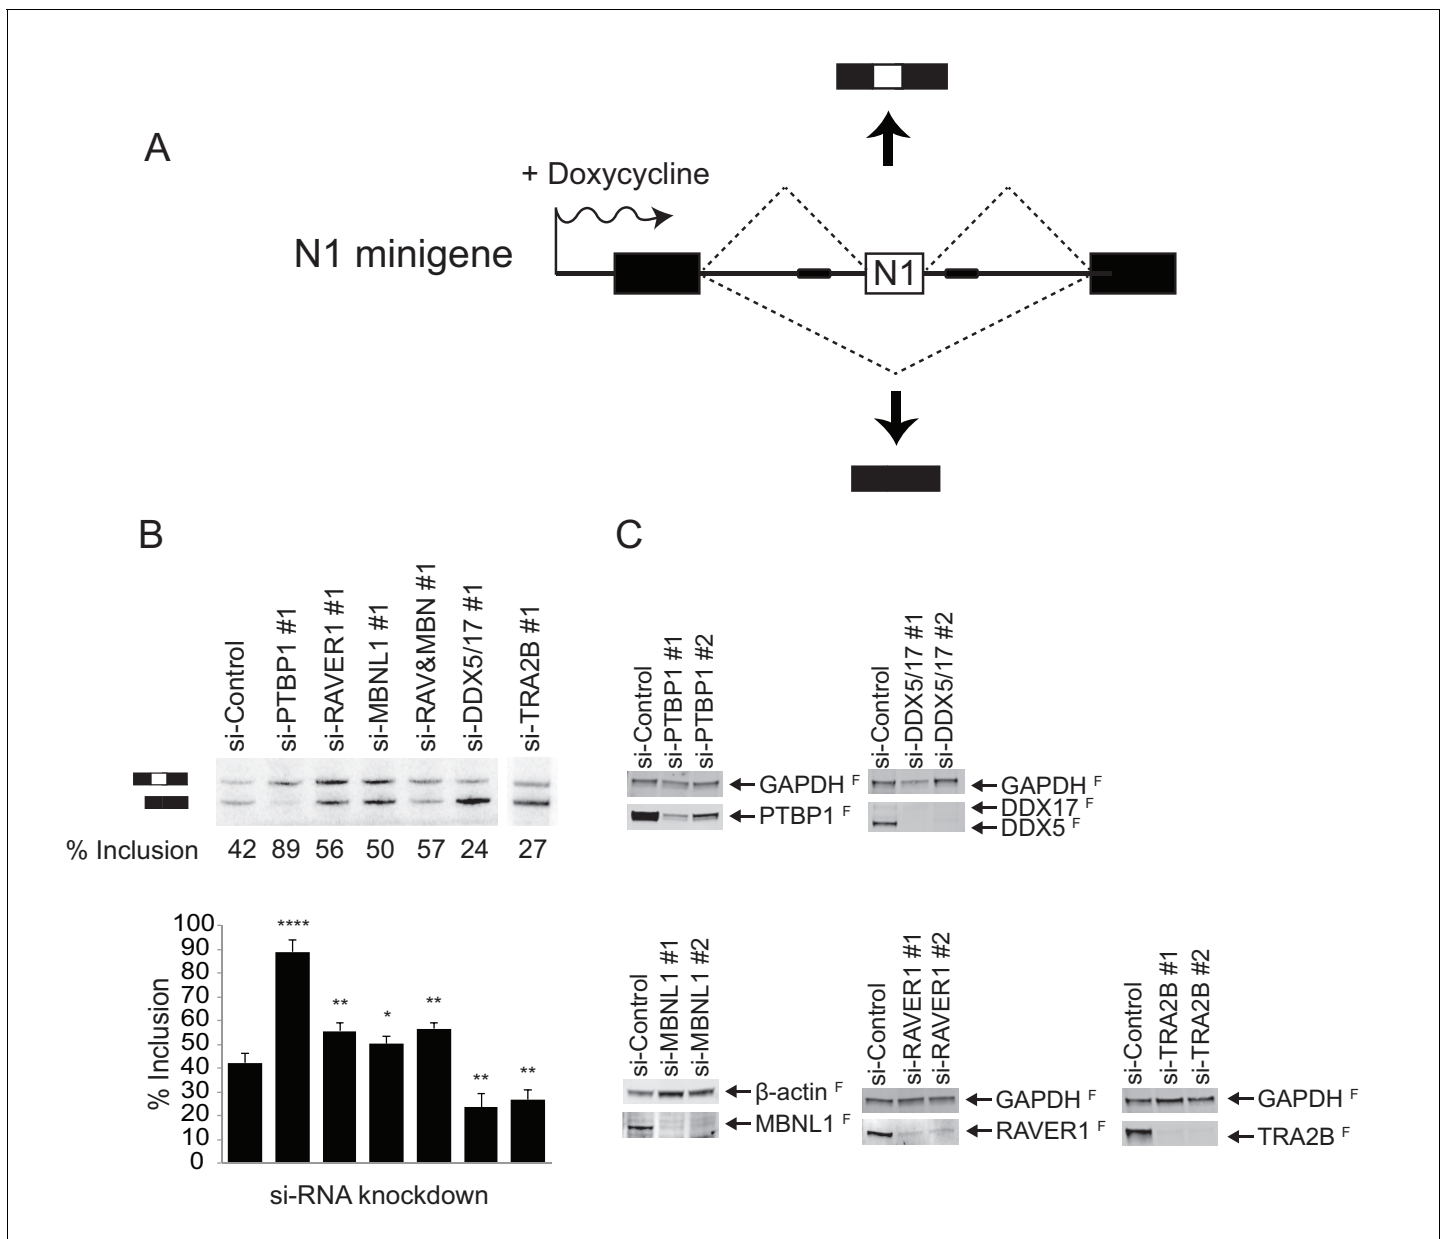 A
+ Doxycycline
N1 minigene
N1
B
si-Control
si-PTBP1 #1
si-RAVER1 #1
si-MBNL1 #1
si-RAV&MBN #1
si-DDX5/17 #1
si-TRA2B #1
% Inclusion 42 89 56 50 57 24 27
% Inclusion
100
90
80
70
60
50
40
30
20
10
0
****
**
*
**
**
**
si-RNA knockdown
C
si-Control
si-PTBP1 #1
si-PTBP1 #2
GAPDH F
PTBP1 F
si-Control
si-DDX5/17 #1
si-DDX5/17 #2
GAPDH F
DDX17 F
DDX5 F
si-Control
si-MBNL1 #1
si-MBNL1 #2
β-actin F
MBNL1 F
si-Control
si-RAVER1 #1
si-RAVER1 #2
GAPDH F
RAVER1 F
si-Control
si-TRA2B #1
si-TRA2B #2
GAPDH F
TRA2B F